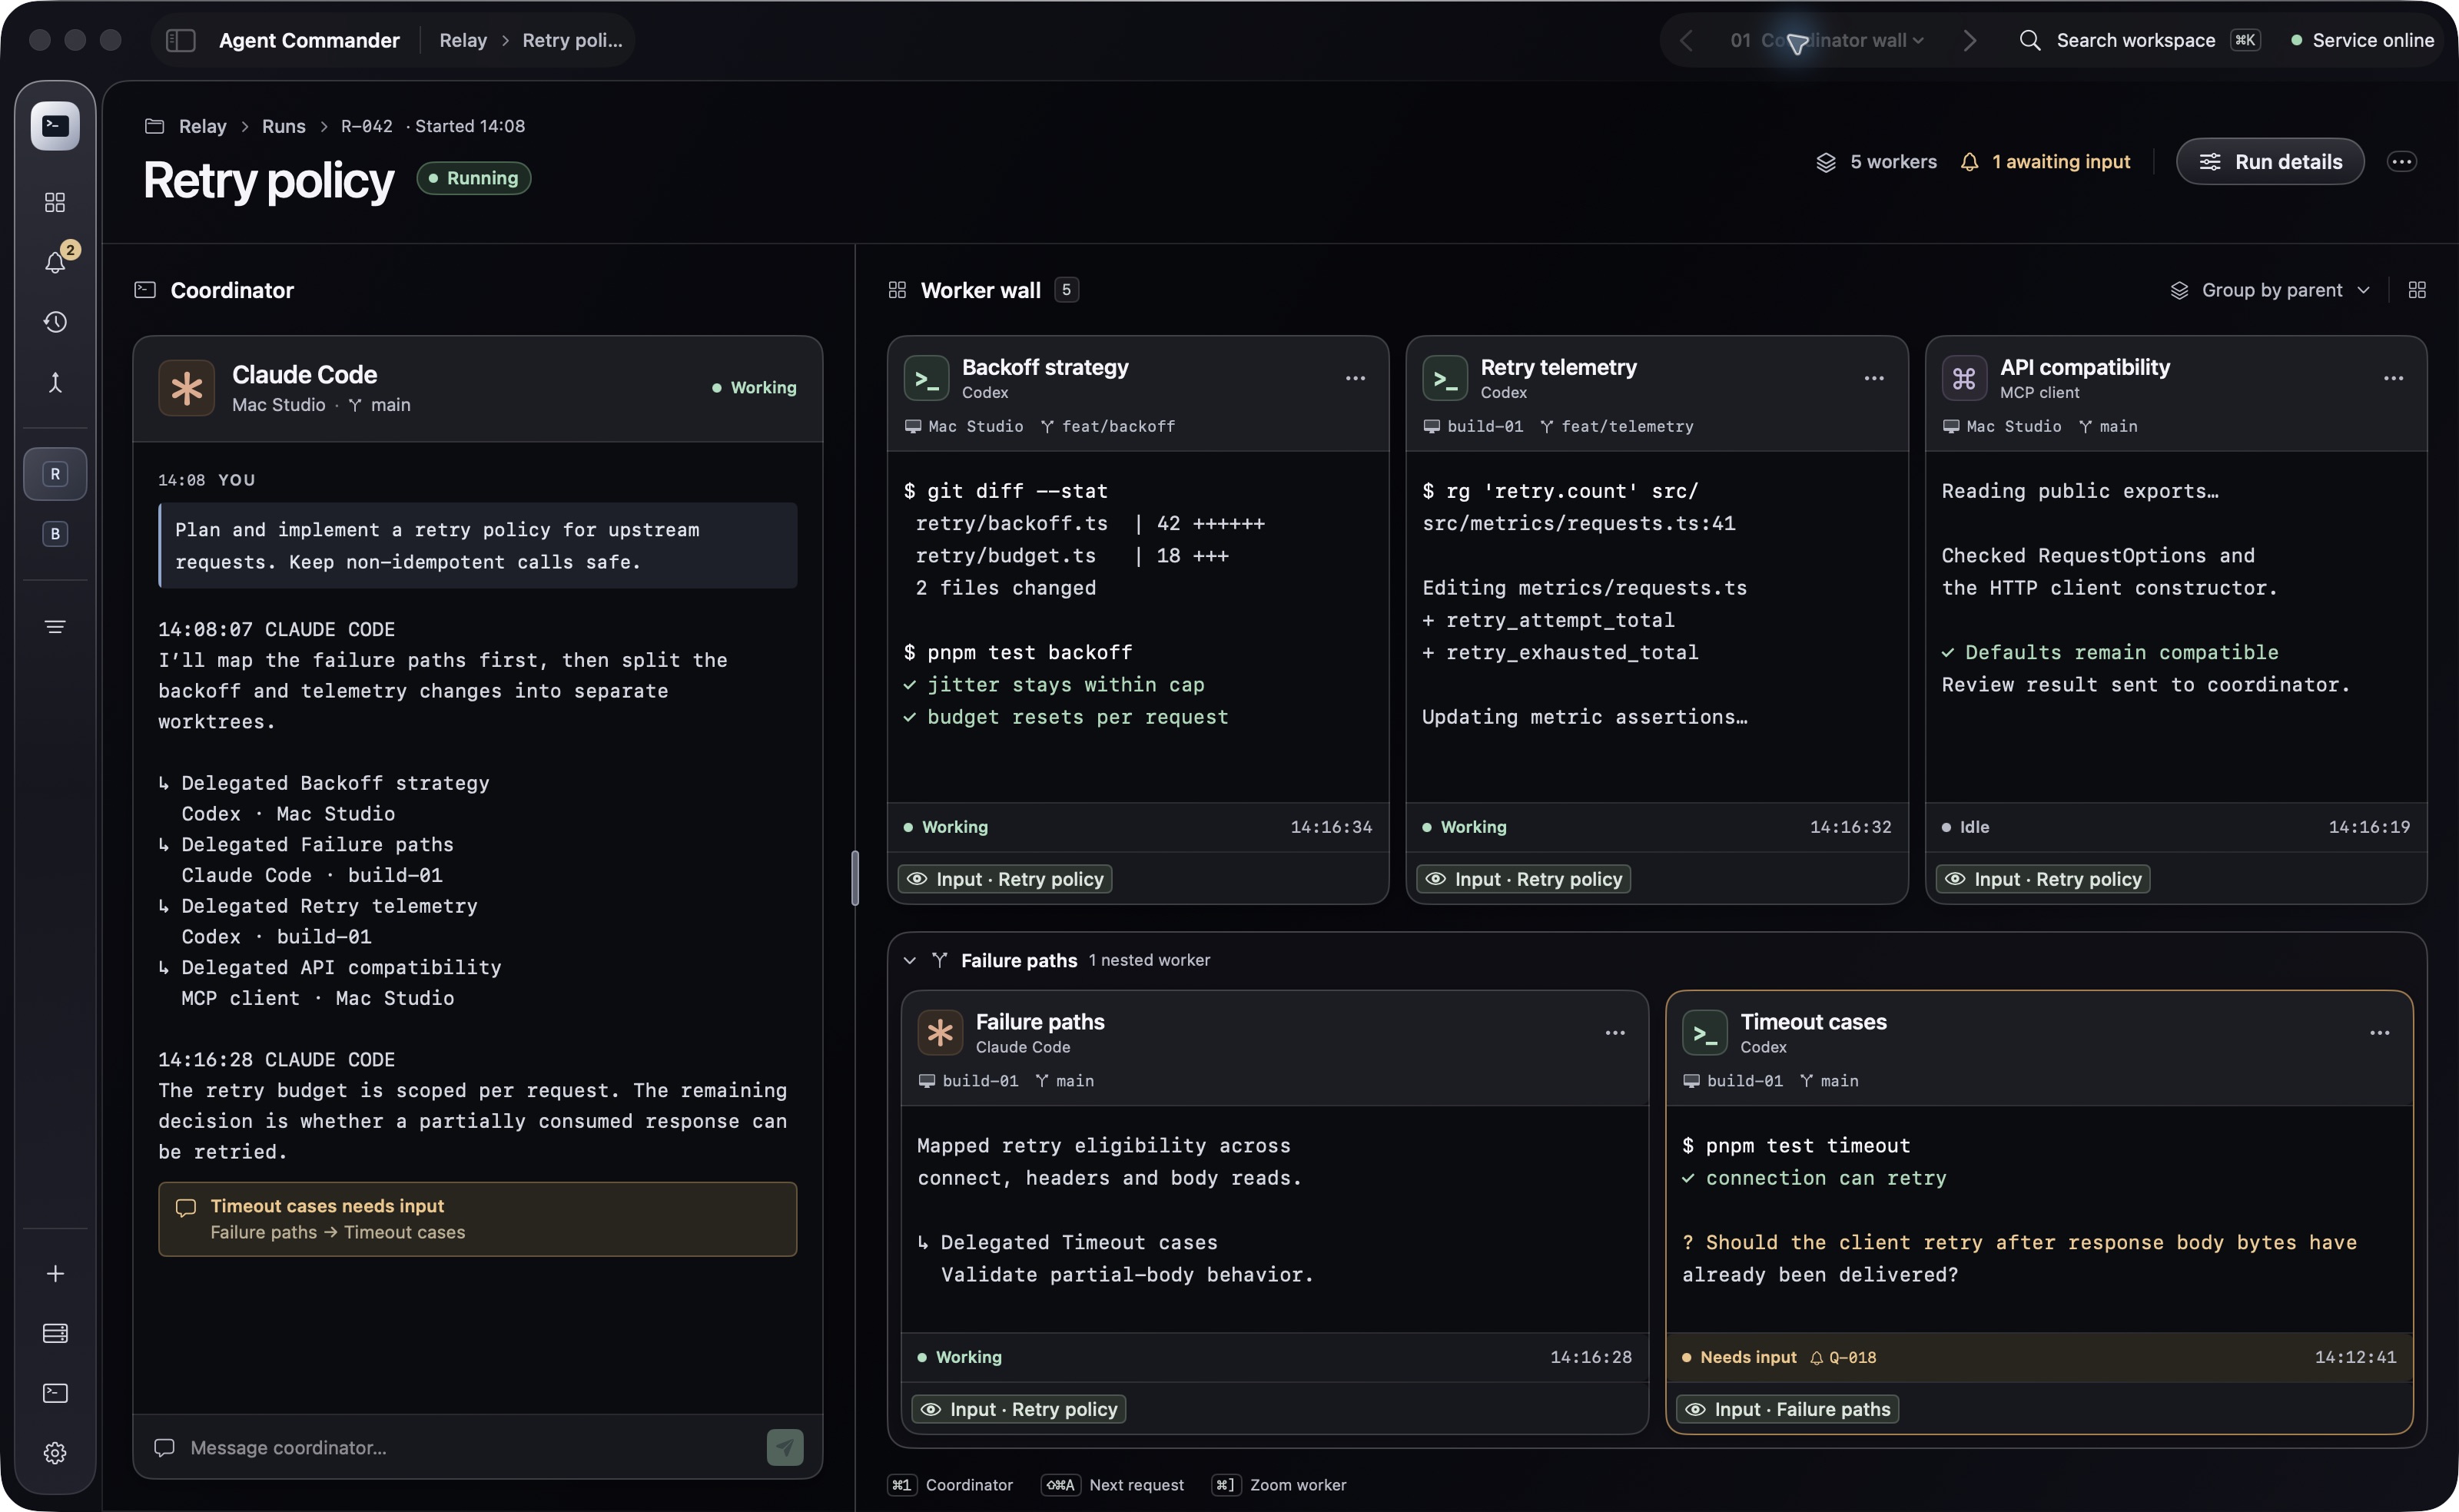 Agent Commander
Relay > Retry poli...
01 Coordinator wall
Search workspace ⌘K
Service online
Relay > Runs > R-042 · Started 14:08
Retry policy
Running
5 workers
1 awaiting input
Run details
2
R
B
Coordinator
Claude Code
Mac Studio · main
Working
14:08 YOU
Plan and implement a retry policy for upstream
requests. Keep non-idempotent calls safe.
14:08:07 CLAUDE CODE
I'll map the failure paths first, then split the
backoff and telemetry changes into separate
worktrees.
↳ Delegated Backoff strategy
Codex · Mac Studio
↳ Delegated Failure paths
Claude Code · build-01
↳ Delegated Retry telemetry
Codex · build-01
↳ Delegated API compatibility
MCP client · Mac Studio
14:16:28 CLAUDE CODE
The retry budget is scoped per request. The remaining
decision is whether a partially consumed response can
be retried.
Timeout cases needs input
Failure paths → Timeout cases
Message coordinator...
Worker wall 5
Group by parent
Backoff strategy
Codex
Mac Studio feat/backoff
$ git diff --stat
retry/backoff.ts | 42 ++++++
retry/budget.ts | 18 +++
2 files changed
$ pnpm test backoff
✓ jitter stays within cap
✓ budget resets per request
Working 14:16:34
Input · Retry policy
Retry telemetry
Codex
build-01 feat/telemetry
$ rg 'retry.count' src/
src/metrics/requests.ts:41
Editing metrics/requests.ts
+ retry_attempt_total
+ retry_exhausted_total
Updating metric assertions…
Working 14:16:32
Input · Retry policy
API compatibility
MCP client
Mac Studio main
Reading public exports…
Checked RequestOptions and
the HTTP client constructor.
✓ Defaults remain compatible
Review result sent to coordinator.
Idle 14:16:19
Input · Retry policy
Failure paths 1 nested worker
Failure paths
Claude Code
build-01 main
Mapped retry eligibility across
connect, headers and body reads.
↳ Delegated Timeout cases
Validate partial-body behavior.
Working 14:16:28
Input · Retry policy
Timeout cases
Codex
build-01 main
$ pnpm test timeout
✓ connection can retry
? Should the client retry after response body bytes have
already been delivered?
Needs input Q-018 14:12:41
Input · Failure paths
⌘1 Coordinator
⇧⌘A Next request
⌘] Zoom worker